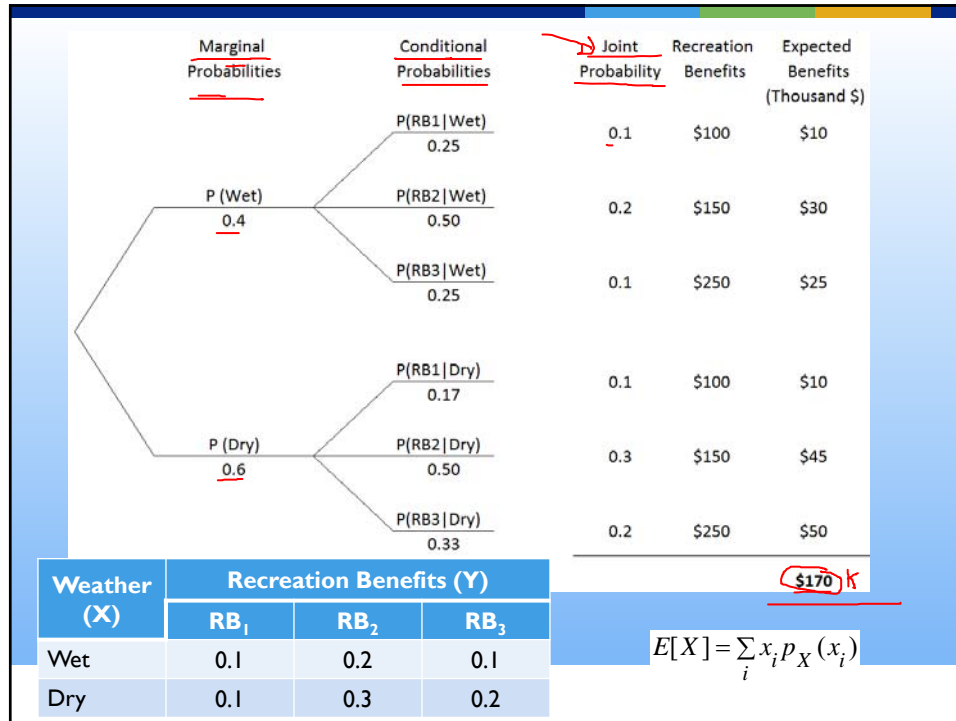 Marginal Conditional Joint Recreation Expected
Probabilities Probabilities Probability Benefits Benefits
(Thousand $)
P(RB1|Wet)
0.25 0.1 $100 $10
P (Wet) P(RB2|Wet)
0.4 0.50 0.2 $150 $30
P(RB3|Wet)
0.25 0.1 $250 $25
P(RB1|Dry)
0.17 0.1 $100 $10
P (Dry) P(RB2|Dry)
0.6 0.50 0.3 $150 $45
P(RB3|Dry)
0.33 0.2 $250 $50
$170 K
Weather (X) Recreation Benefits (Y)
RB₁ RB₂ RB₃
Wet 0.1 0.2 0.1
Dry 0.1 0.3 0.2
E[X] = ∑ x_i p_X (x_i)
i